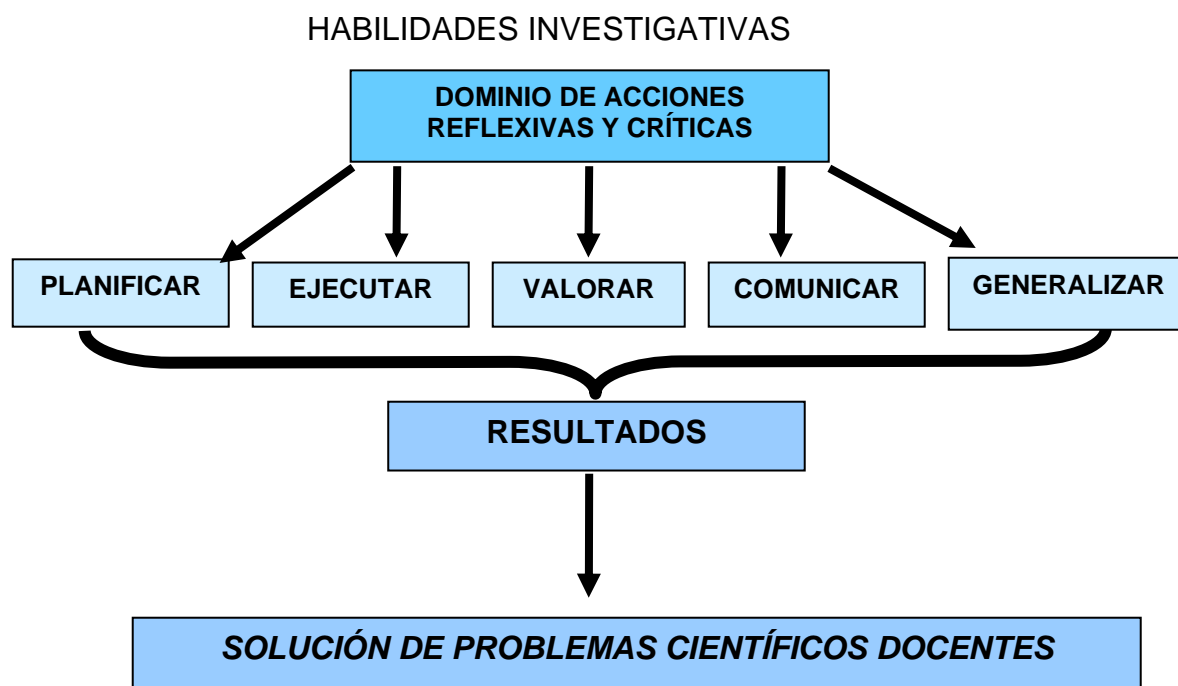 HABILIDADES INVESTIGATIVAS
DOMINIO DE ACCIONES
REFLEXIVAS Y CRÍTICAS
PLANIFICAR
EJECUTAR
VALORAR
COMUNICAR
GENERALIZAR
RESULTADOS
SOLUCIÓN DE PROBLEMAS CIENTÍFICOS DOCENTES